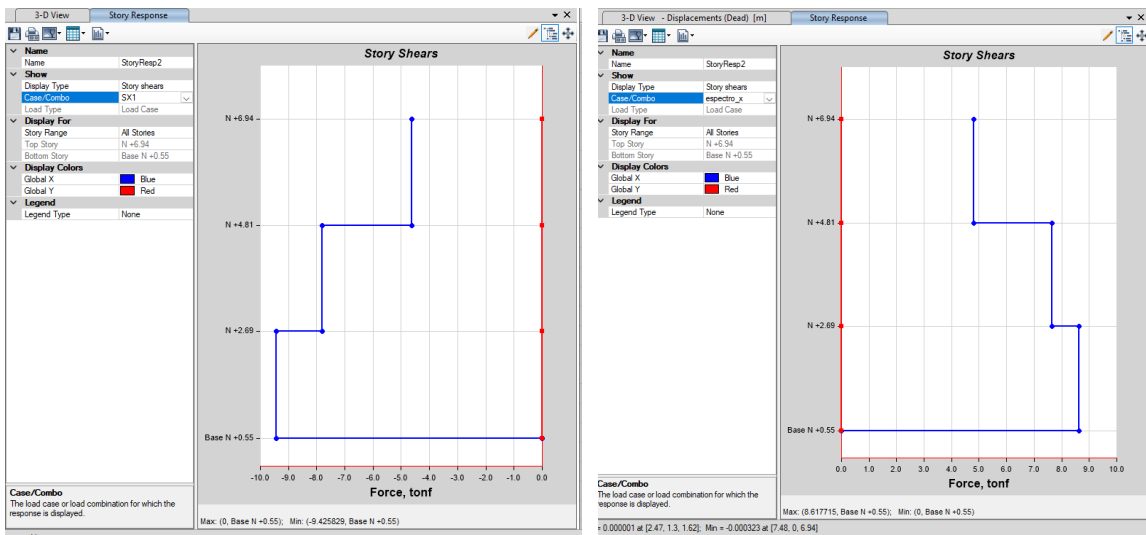 3-D View Story Response
Name
Name StoryResp2
Show
Display Type Story shears
Case/Combo SX1
Load Type Load Case
Display For
Story Range All Stories
Top Story N +6.94
Bottom Story Base N +0.55
Display Colors
Global X Blue
Global Y Red
Legend
Legend Type None
Case/Combo
The load case or load combination for which the
response is displayed.
Story Shears
N +6.94
N +4.81
N +2.69
Base N +0.55
-10.0 -9.0 -8.0 -7.0 -6.0 -5.0 -4.0 -3.0 -2.0 -1.0 0.0
Force, tonf
Max: (0, Base N +0.55); Min: (-9.425829, Base N +0.55)
3-D View - Displacements (Dead) [m] Story Response
Name
Name StoryResp2
Show
Display Type Story shears
Case/Combo espectro_x
Load Type Load Case
Display For
Story Range All Stories
Top Story N +6.94
Bottom Story Base N +0.55
Display Colors
Global X Blue
Global Y Red
Legend
Legend Type None
Case/Combo
The load case or load combination for which the
response is displayed.
Story Shears
N +6.94
N +4.81
N +2.69
Base N +0.55
0.0 1.0 2.0 3.0 4.0 5.0 6.0 7.0 8.0 9.0 10.0
Force, tonf
Max: (8.617715, Base N +0.55); Min: (0, Base N +0.55)
= 0.000001 at [2.47, 1.3, 1.62]; Min = -0.000323 at [7.48, 0, 6.94]